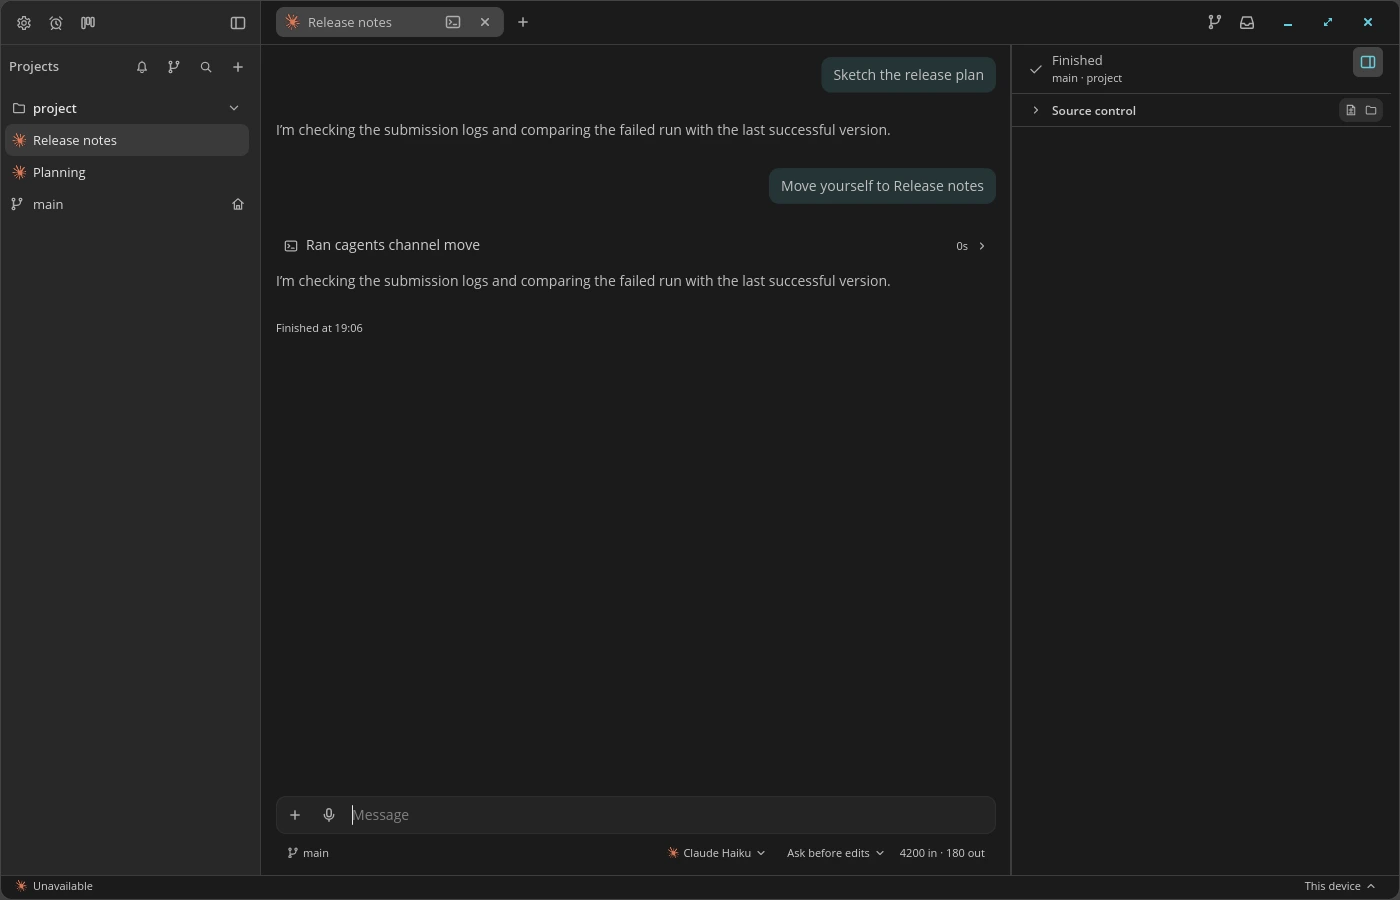 Release notes
Projects
project
Release notes
Planning
main
Sketch the release plan
I'm checking the submission logs and comparing the failed run with the last successful version.
Move yourself to Release notes
Ran cagents channel move 0s
I'm checking the submission logs and comparing the failed run with the last successful version.
Finished at 19:06
Message
main Claude Haiku Ask before edits 4200 in · 180 out
Finished
main · project
Source control
Unavailable
This device